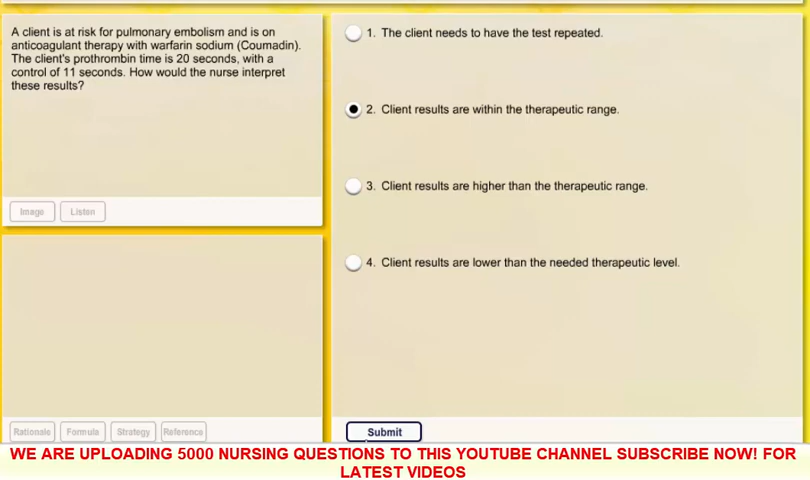 A client is at risk for pulmonary embolism and is on
anticoagulant therapy with warfarin sodium (Coumadin).
The client's prothrombin time is 20 seconds, with a
control of 11 seconds. How would the nurse interpret
these results?
Image
Listen
1. The client needs to have the test repeated.
2. Client results are within the therapeutic range.
3. Client results are higher than the therapeutic range.
4. Client results are lower than the needed therapeutic level.
Rationale
Formula
Strategy
Reference
Submit
WE ARE UPLOADING 5000 NURSING QUESTIONS TO THIS YOUTUBE CHANNEL SUBSCRIBE NOW! FOR
LATEST VIDEOS